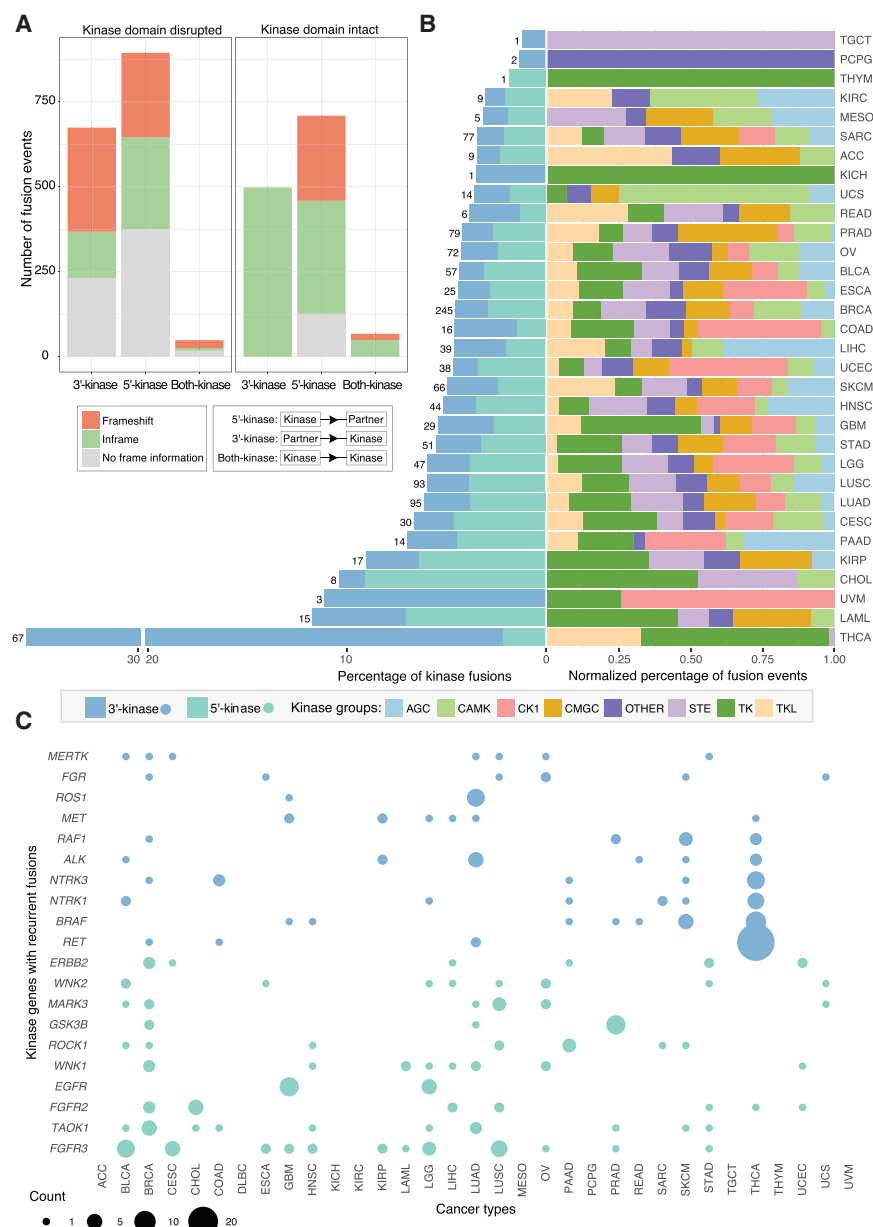 A
B
Kinase domain disrupted
Kinase domain intact
Number of fusion events
750
500
250
0
3'-kinase
5'-kinase
Both-kinase
3'-kinase
5'-kinase
Both-kinase
Frameshift
Inframe
No frame information
5'-kinase: Kinase Partner
3'-kinase: Partner Kinase
Both-kinase: Kinase Kinase
1 TGCT
2 PCPG
1 THYM
9 KIRC
5 MESO
77 SARC
9 ACC
1 KICH
14 UCS
6 READ
79 PRAD
72 OV
57 BLCA
25 ESCA
245 BRCA
16 COAD
39 LIHC
38 UCEC
66 SKCM
44 HNSC
29 GBM
51 STAD
47 LGG
93 LUSC
95 LUAD
30 CESC
14 PAAD
17 KIRP
8 CHOL
3 UVM
15 LAML
67 THCA
30 20 10 0 0.25 0.50 0.75 1.00
Percentage of kinase fusions
Normalized percentage of fusion events
3'-kinase 5'-kinase Kinase groups: AGC CAMK CK1 CMGC OTHER STE TK TKL
C
Kinase genes with recurrent fusions
MERTK
FGR
ROS1
MET
RAF1
ALK
NTRK3
NTRK1
BRAF
RET
ERBB2
WNK2
MARK3
GSK3B
ROCK1
WNK1
EGFR
FGFR2
TAOK1
FGFR3
ACC
BLCA
BRCA
CESC
CHOL
COAD
DLBC
ESCA
GBM
HNSC
KICH
KIRC
KIRP
LAML
LGG
LIHC
LUAD
LUSC
MESO
OV
PAAD
PCPG
PRAD
READ
SARC
SKCM
STAD
TGCT
THCA
THYM
UCEC
UCS
UVM
Cancer types
Count
1 5 10 20